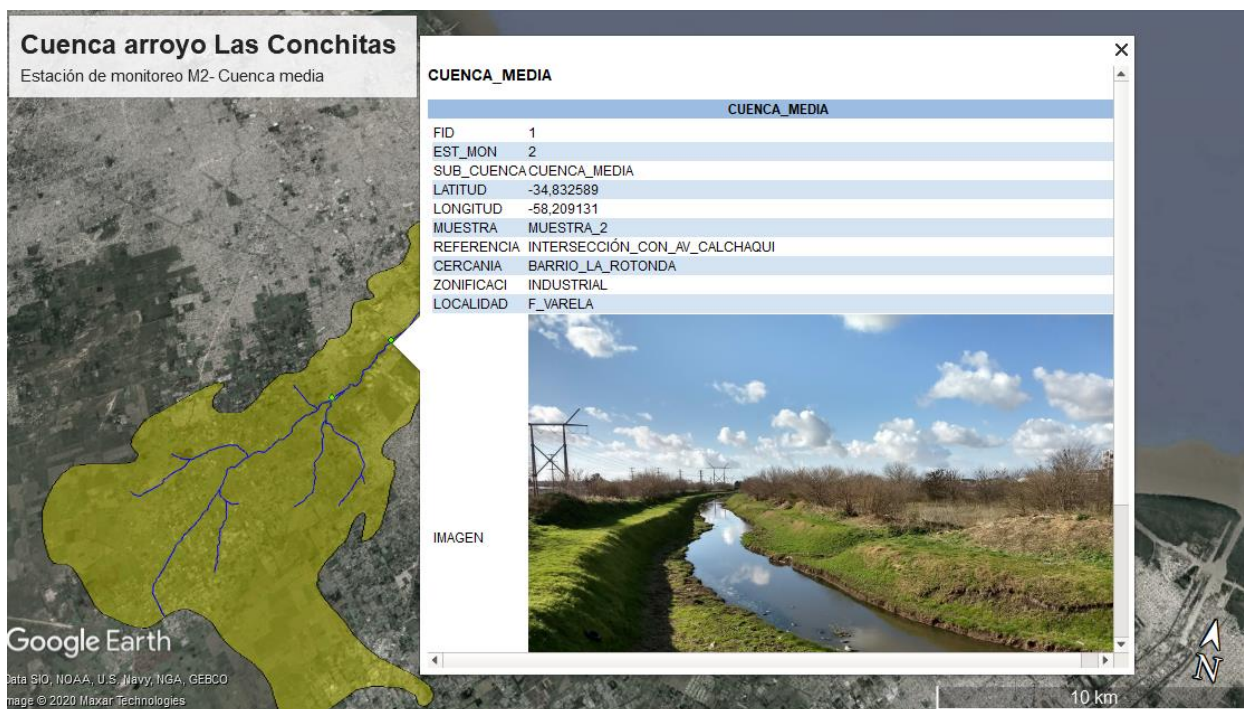 Cuenca arroyo Las Conchitas
Estación de monitoreo M2- Cuenca media
CUENCA_MEDIA
CUENCA_MEDIA
FID 1
EST_MON 2
SUB_CUENCA CUENCA_MEDIA
LATITUD -34,832589
LONGITUD -58,209131
MUESTRA MUESTRA_2
REFERENCIA INTERSECCIÓN_CON_AV_CALCHAQUI
CERCANIA BARRIO_LA_ROTONDA
ZONIFICACI INDUSTRIAL
LOCALIDAD F_VARELA
IMAGEN
Google Earth
Data SIO, NOAA, U.S. Navy, NGA, GEBCO
mage © 2020 Maxar Technologies
10 km
N